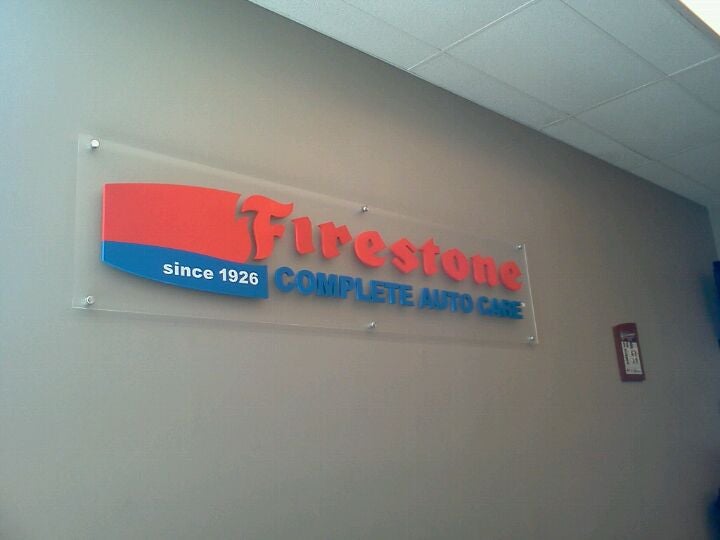 Firestone
since 1926 COMPLETE AUTO CARE